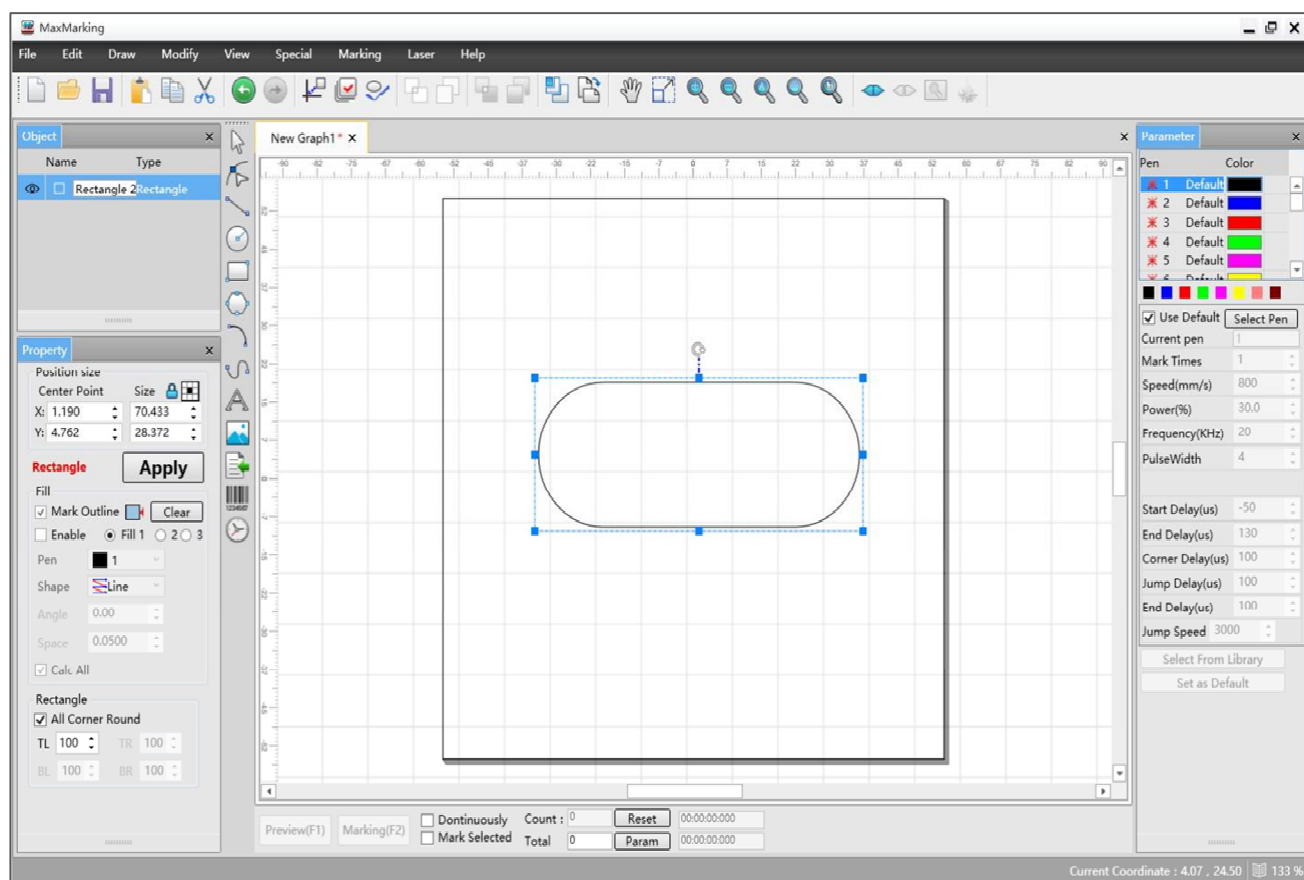 MaxMarking
File Edit Draw Modify View Special Marking Laser Help
Object
Name Type
Rectangle 2 Rectangle
New Graph1*
Property
Position size
Center Point Size
X: 1.190 70.433
Y: 4.762 28.372
Rectangle Apply
Fill
Mark Outline Clear
Enable Fill 1 2 3
Pen 1
Shape Line
Angle 0.00
Space 0.0500
Calc All
Rectangle
All Corner Round
TL 100 TR 100
BL 100 BR 100
1234567
Preview(F1) Marking(F2)
Dontinuously Count : 0 Reset 00:00:00:000
Mark Selected Total 0 Param 00:00:00:000
Parameter
Pen Color
1 Default
2 Default
3 Default
4 Default
5 Default
6 Default
Use Default Select Pen
Current pen 1
Mark Times 1
Speed(mm/s) 800
Power(%) 30.0
Frequency(KHz) 20
PulseWidth 4
Start Delay(us) -50
End Delay(us) 130
Corner Delay(us) 100
Jump Delay(us) 100
End Delay(us) 100
Jump Speed 3000
Select From Library
Set as Default
Current Coordinate : 4.07 , 24.50 133 %